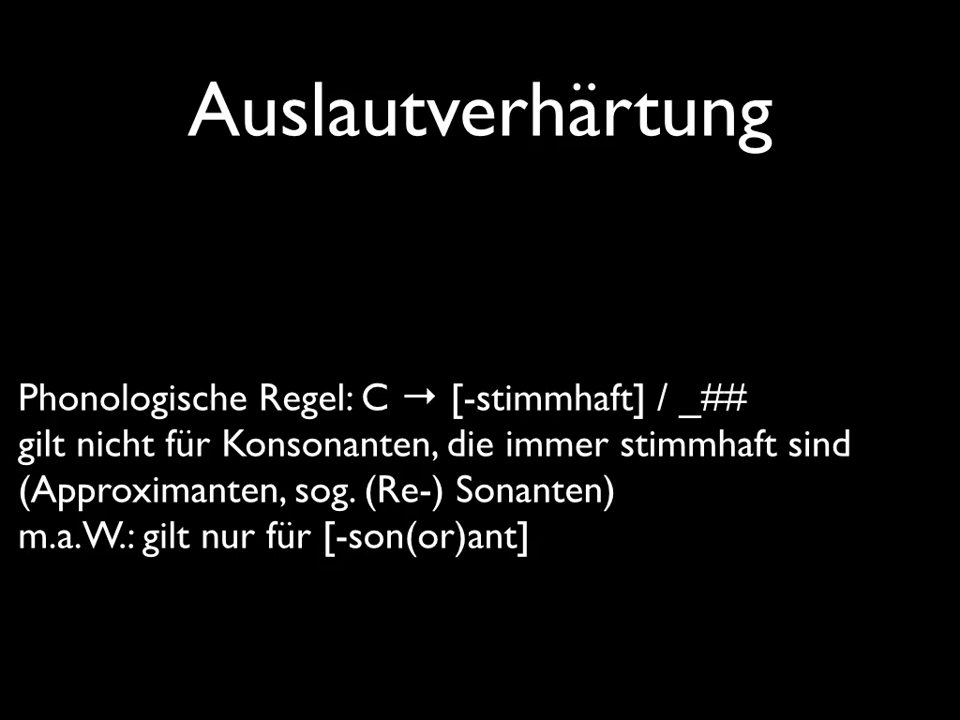 Auslautverhärtung
Phonologische Regel: C → [-stimmhaft] / _##
gilt nicht für Konsonanten, die immer stimmhaft sind
(Approximanten, sog. (Re-) Sonanten)
m.a.W.: gilt nur für [-son(or)ant]